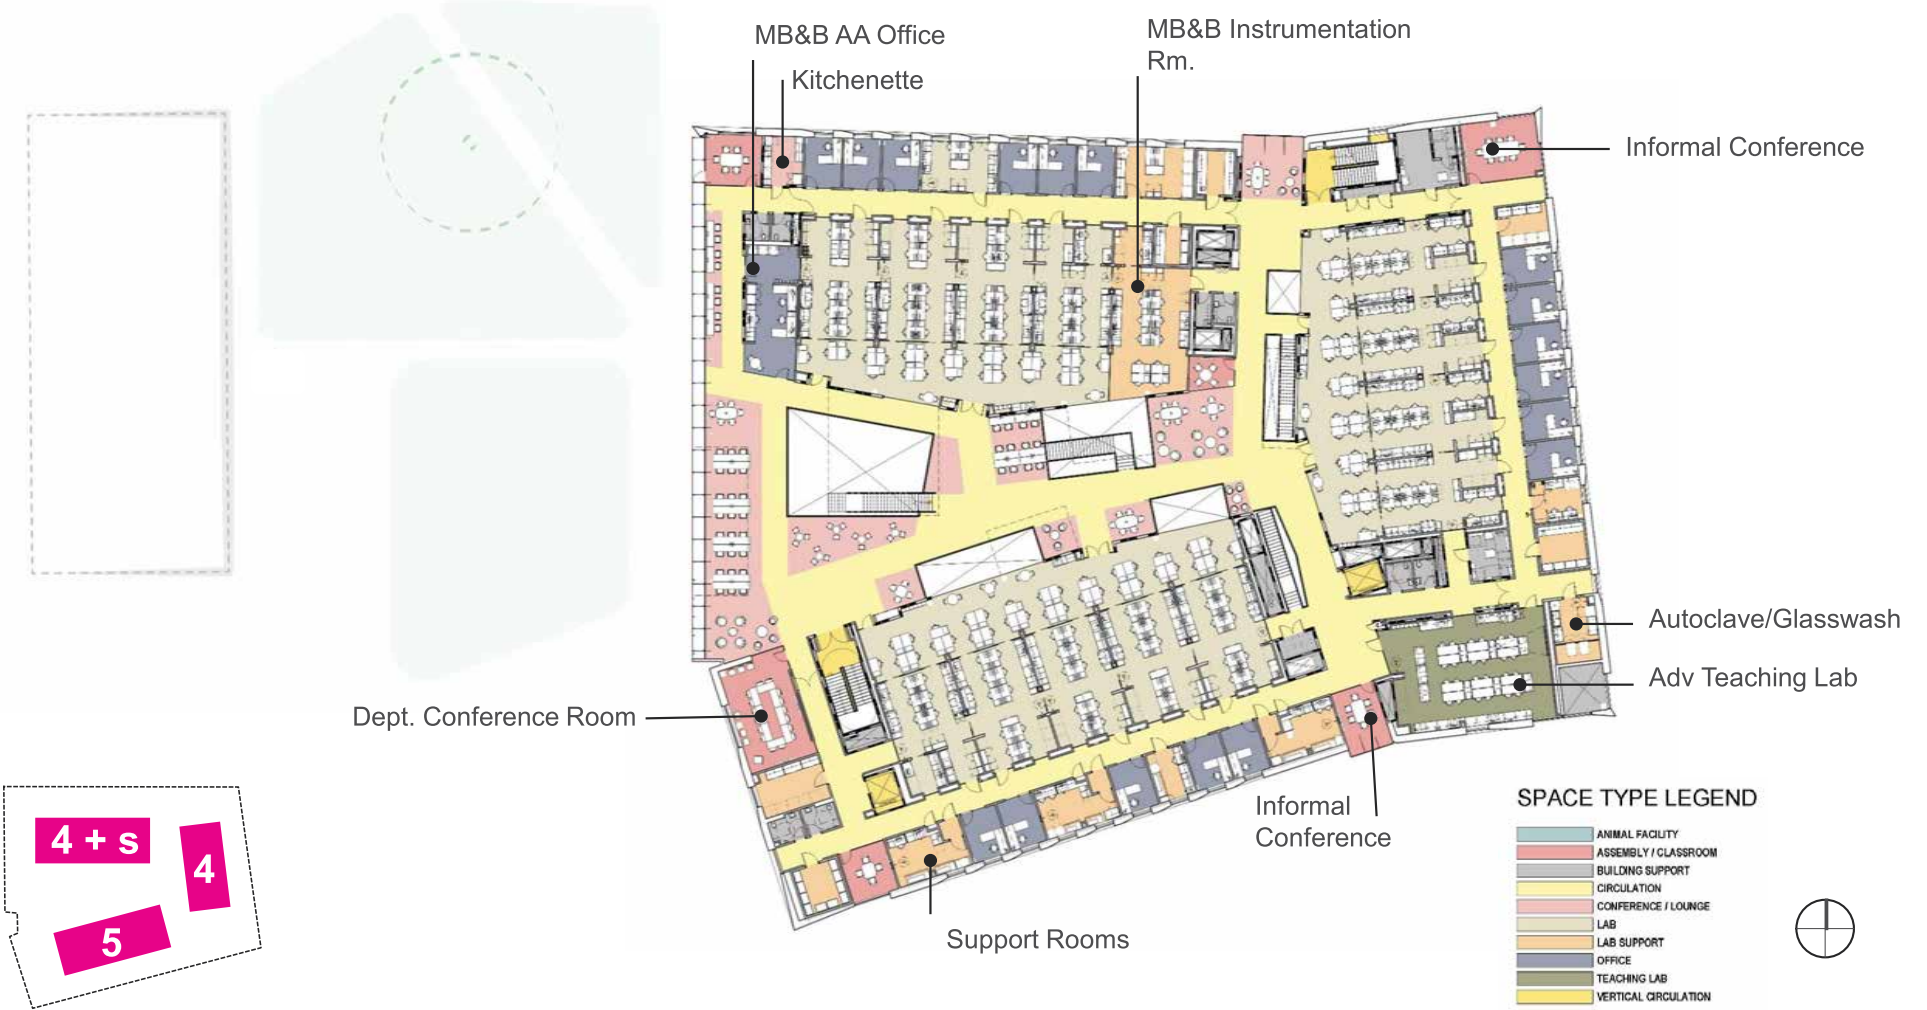 MB&B AA Office
Kitchenette
MB&B Instrumentation
Rm.
Informal Conference
Autoclave/Glasswash
Adv Teaching Lab
Dept. Conference Room
Informal
Conference
Support Rooms
4 + s
4
5
SPACE TYPE LEGEND
ANIMAL FACILITY
ASSEMBLY / CLASSROOM
BUILDING SUPPORT
CIRCULATION
CONFERENCE / LOUNGE
LAB
LAB SUPPORT
OFFICE
TEACHING LAB
VERTICAL CIRCULATION